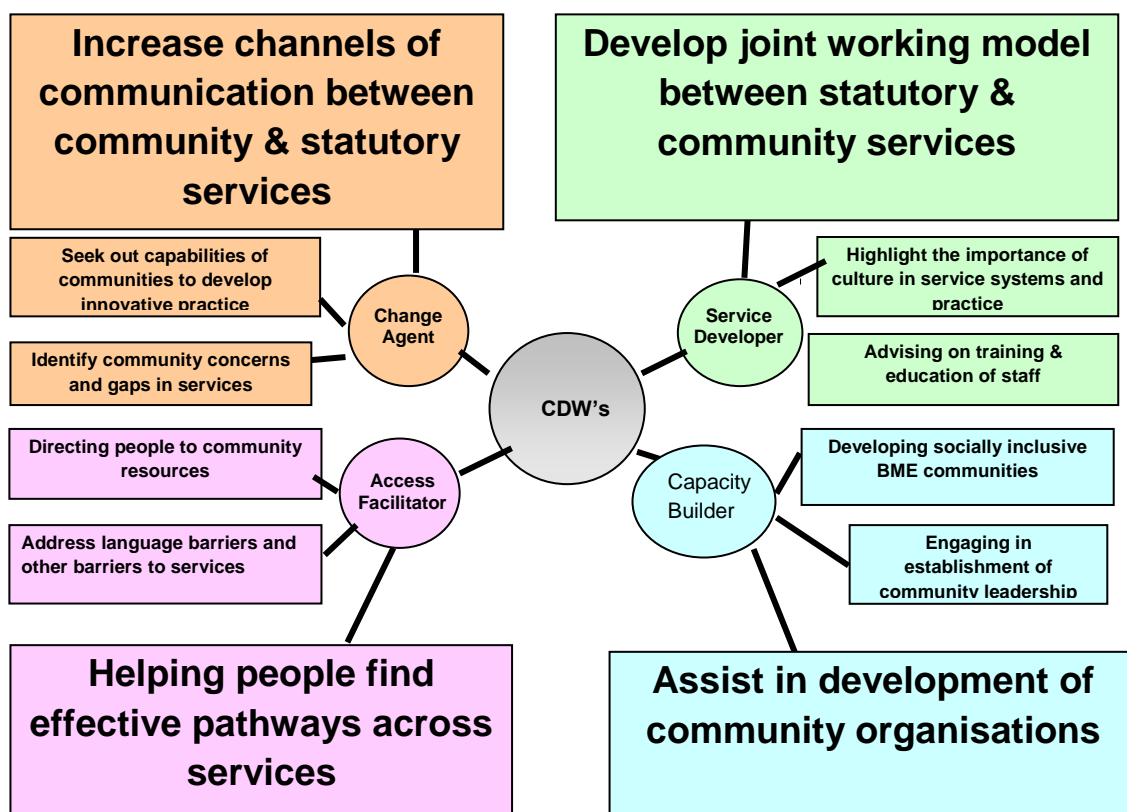 Increase channels of
communication between
community & statutory
services
Develop joint working model
between statutory &
community services
Seek out capabilities of
communities to develop
innovative practice
Identify community concerns
and gaps in services
Change
Agent
Service
Developer
Highlight the importance of
culture in service systems and
practice
Advising on training &
education of staff
CDW's
Directing people to community
resources
Address language barriers and
other barriers to services
Access
Facilitator
Capacity
Builder
Developing socially inclusive
BME communities
Engaging in
establishment of
community leadership
Helping people find
effective pathways across
services
Assist in development of
community organisations